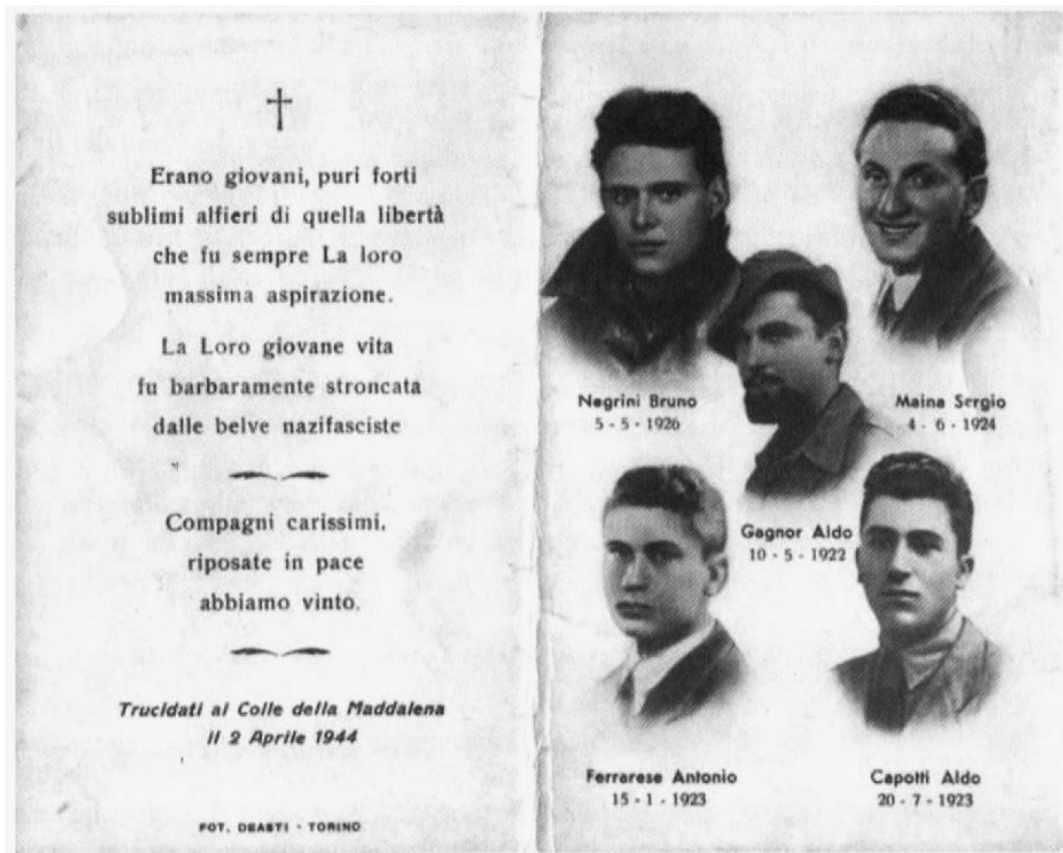 Erano giovani, puri forti
sublimi alfieri di quella libertà
che fu sempre La loro
massima aspirazione.
La Loro giovane vita
fu barbaramente stroncata
dalle belve nazifasciste
Compagni carissimi,
riposate in pace
abbiamo vinto.
Trucidati al Colle della Maddalena
il 2 Aprile 1944
FOT. DEASTI - TORINO
Negrini Bruno
5 - 5 - 1926
Maina Sergio
4 - 6 - 1924
Gagnor Aldo
10 - 5 - 1922
Ferrarese Antonio
15 - 1 - 1923
Capotti Aldo
20 - 7 - 1923